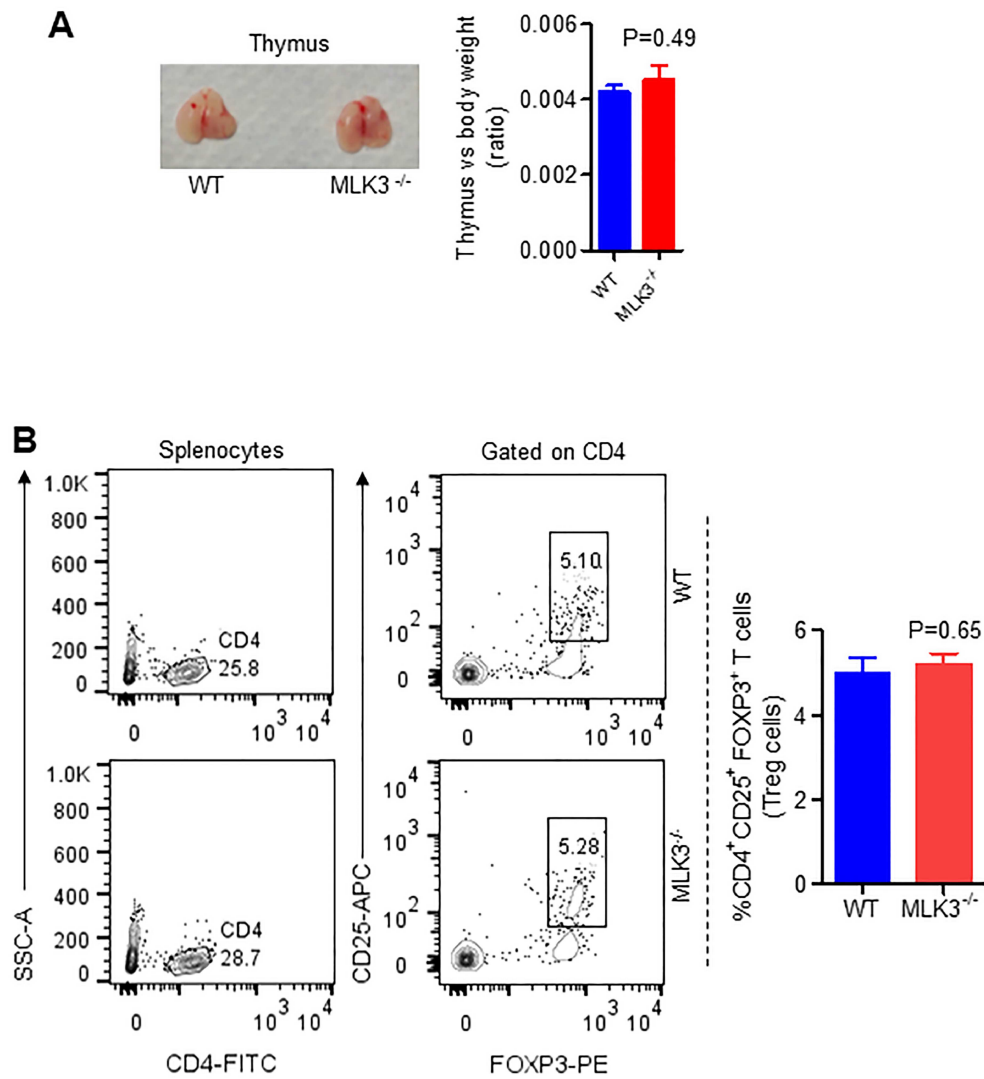 A
Thymus
WT
MLK3 -/-
Thymus vs body weight
(ratio)
0.006
0.004
0.002
0.000
P=0.49
WT
MLK3-/-
B
Splenocytes
Gated on CD4
SSC-A
1.0K
800
600
400
200
0
CD4
25.8
0
10³ 10⁴
1.0K
800
600
400
200
0
CD4
28.7
0
10³ 10⁴
CD4-FITC
CD25-APC
10⁴
10³
10²
0
5.10
0
10³ 10⁴
WT
10⁴
10³
10²
0
5.28
0
10³ 10⁴
MLK3-/-
FOXP3-PE
%CD4⁺CD25⁺ FOXP3⁺ T cells
(Treg cells)
6
4
2
0
P=0.65
WT
MLK3-/-